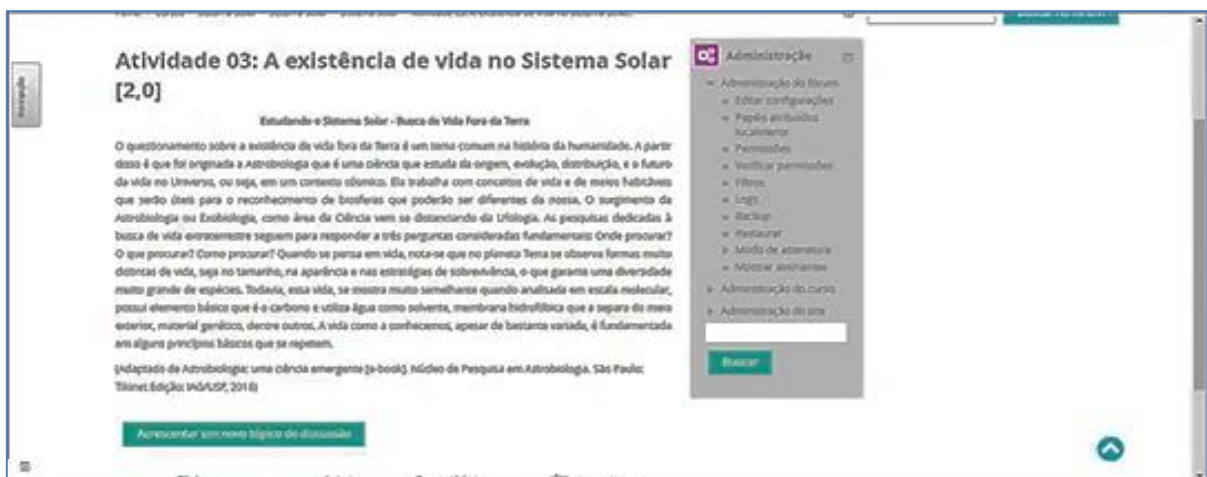 Atividade 03: A existência de vida no Sistema Solar
[2,0]
Estudando o Sistema Solar - Busca de Vida Fora da Terra
O questionamento sobre a existência de vida fora da Terra é um tema comum na história da humanidade. A partir
disso é que foi originada a Astrobiologia que é uma ciência que estuda da origem, evolução, distribuição, e o futuro
da vida no Universo, ou seja, em um contexto cósmico. Ela trabalha com conceitos de vida e de meios habitáveis
que serão úteis para o reconhecimento de biosferas que poderão ser diferentes da nossa. O surgimento da
Astrobiologia ou Exobiologia, como área da Ciência vem se distanciando da Ufologia. As pesquisas dedicadas à
busca de vida extraterrestre seguem para responder a três perguntas consideradas fundamentais: Onde procurar?
O que procurar? Como procurar? Quando se pensa em vida, nota-se que no planeta Terra se observa formas muito
distintas de vida, seja no tamanho, na aparência e nas estratégias de sobrevivência, o que garante uma diversidade
muito grande de espécies. Todavia, essa vida, se mostra muito semelhante quando analisada em escala molecular,
possui elemento básico que é o carbono e utiliza água como solvente, membrana hidrofóbica que a separa do meio
exterior, material genético, dentre outros. A vida como a conhecemos, apesar de bastante variada, é fundamentada
em alguns princípios básicos que se repetem.
(Adaptado de Astrobiologia: uma ciência emergente [e-book]. Núcleo de Pesquisa em Astrobiologia. São Paulo:
Tikinet Edição: IAG/USP, 2016)
Acrescentar um novo tópico de discussão
Navegação
Administração
Administração do fórum
Editar configurações
Papéis atribuídos
localmente
Permissões
Verificar permissões
Filtros
Logs
Backup
Restaurar
Modo de assinatura
Mostrar assinantes
Administração do curso
Administração do site
Buscar